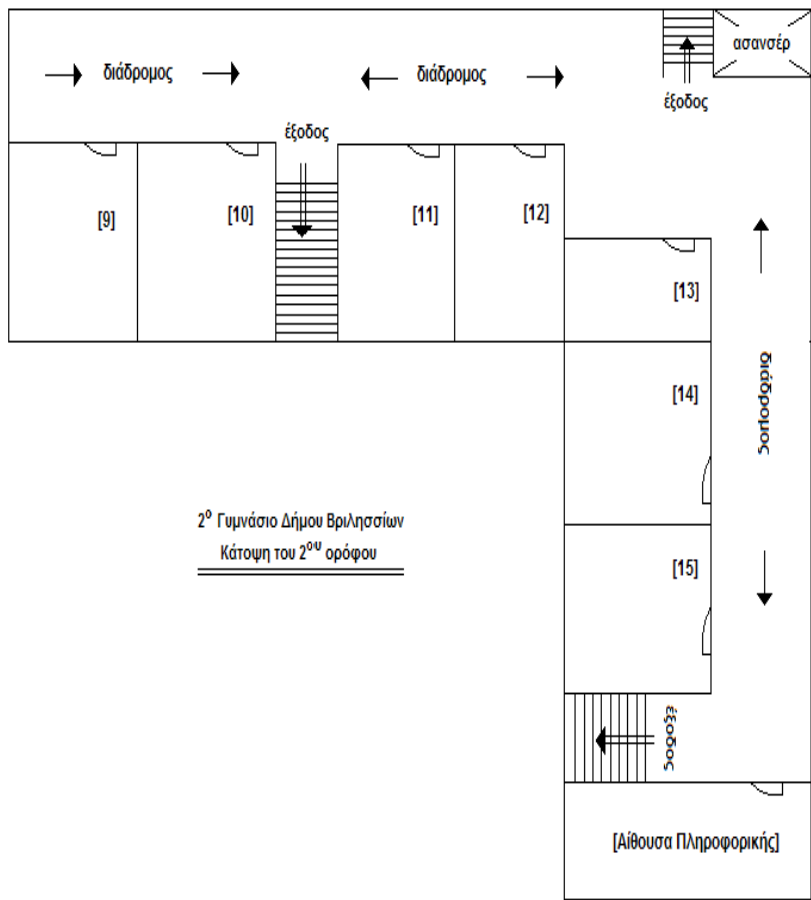 διάδρομος
διάδρομος
ασανσέρ
έξοδος
έξοδος
[9]
[10]
[11]
[12]
[13]
[14]
διάδρομος
[15]
2ο Γυμνάσιο Δήμου Βριλησσίων
Κάτοψη του 2ου ορόφου
έξοδος
[Αίθουσα Πληροφορικής]